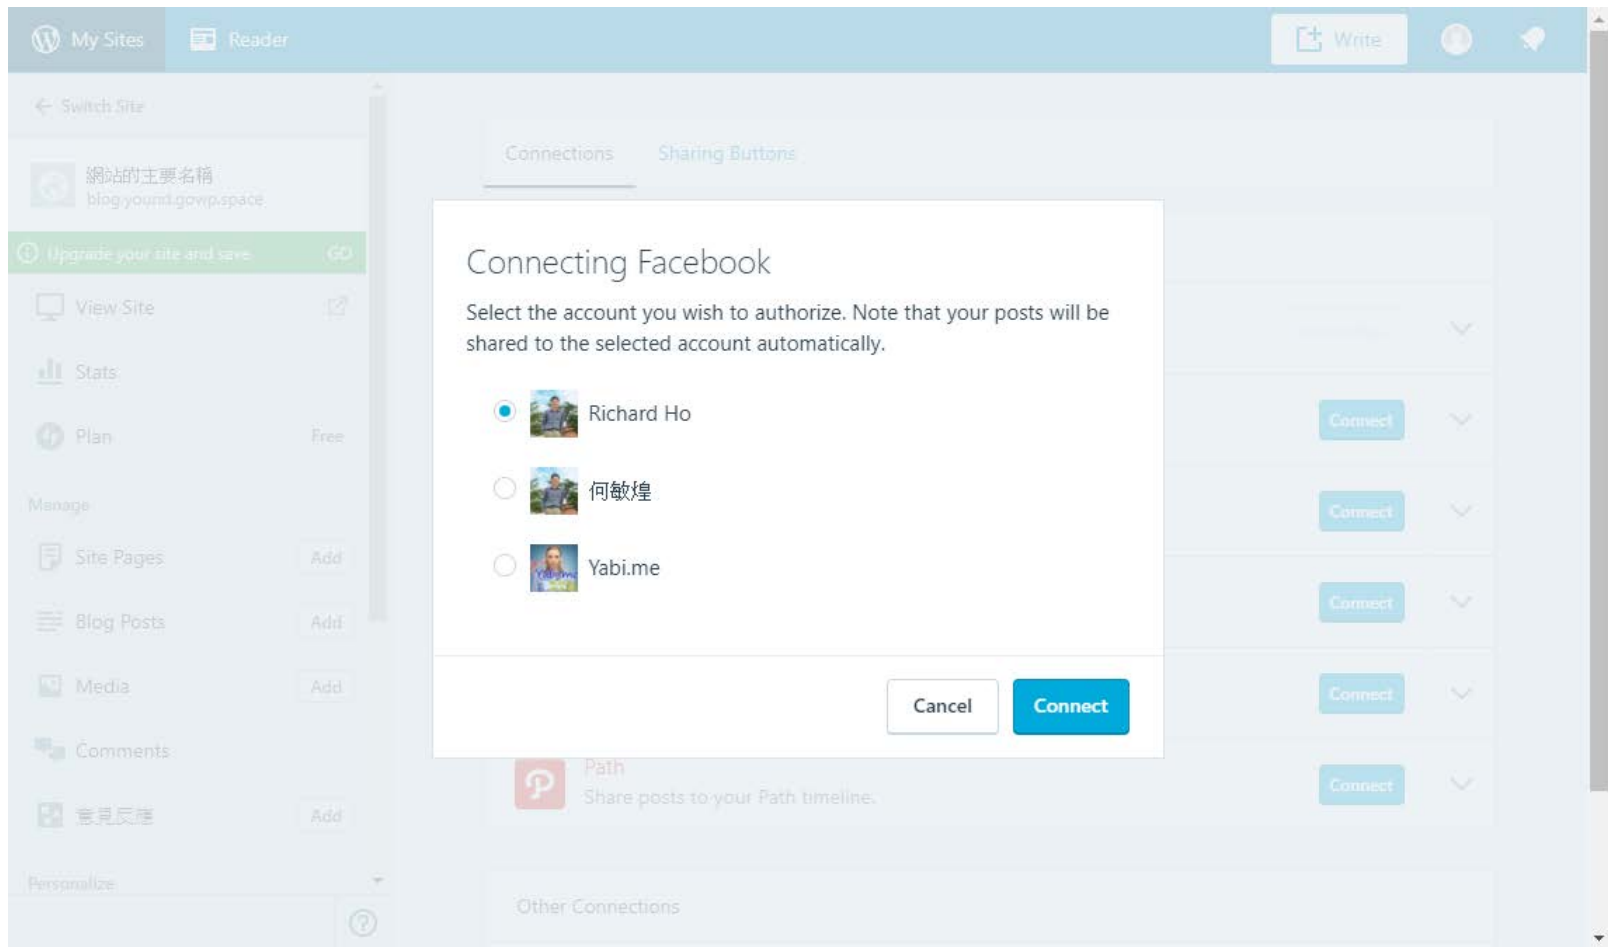 My Sites
Reader
Write
Switch Site
網站的主要名稱
blog.yound.gowp.space
Upgrade your site and save. GO
View Site
Stats
Plan Free
Manage
Site Pages Add
Blog Posts Add
Media Add
Comments
意見反應 Add
Personalize
Connections
Sharing Buttons
Connecting Facebook
Select the account you wish to authorize. Note that your posts will be
shared to the selected account automatically.
Richard Ho
何敏煌
Yabi.me
Cancel
Connect
Connect
Connect
Connect
Connect
Path
Share posts to your Path timeline.
Connect
Other Connections